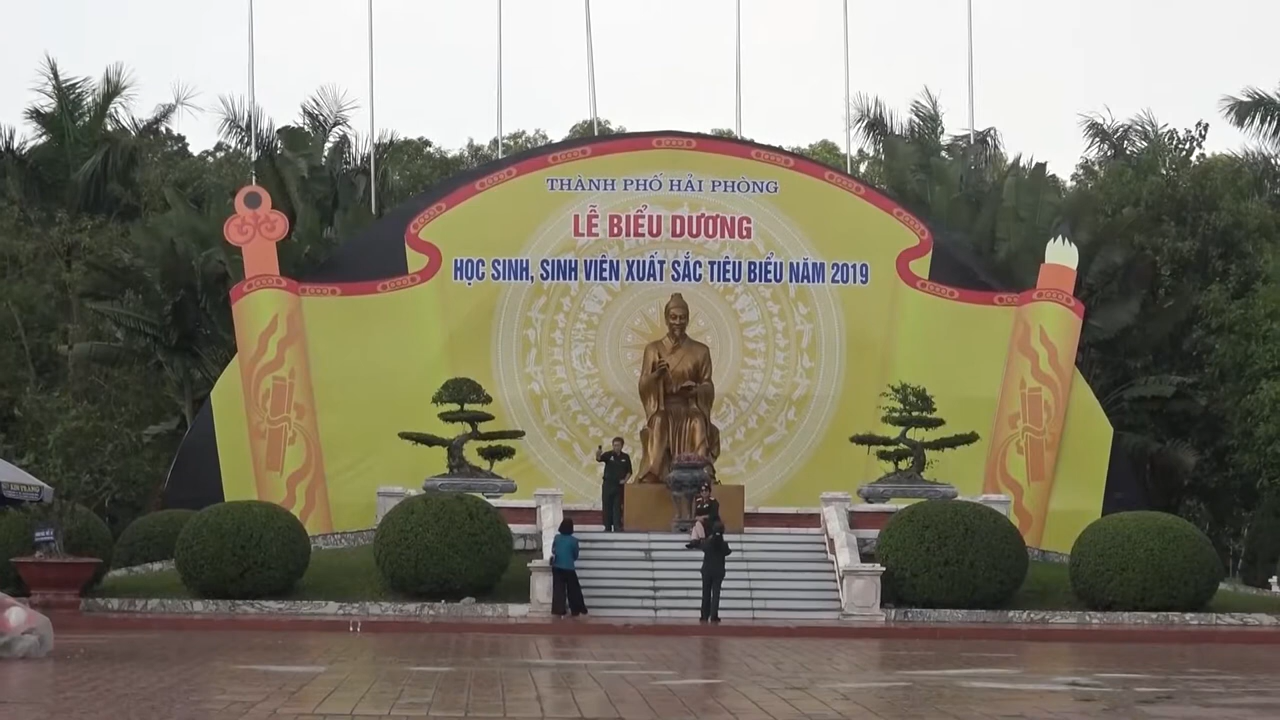 THÀNH PHỐ HẢI PHÒNG
LỄ BIỂU DƯƠNG
HỌC SINH, SINH VIÊN XUẤT SẮC TIÊU BIỂU NĂM 2019